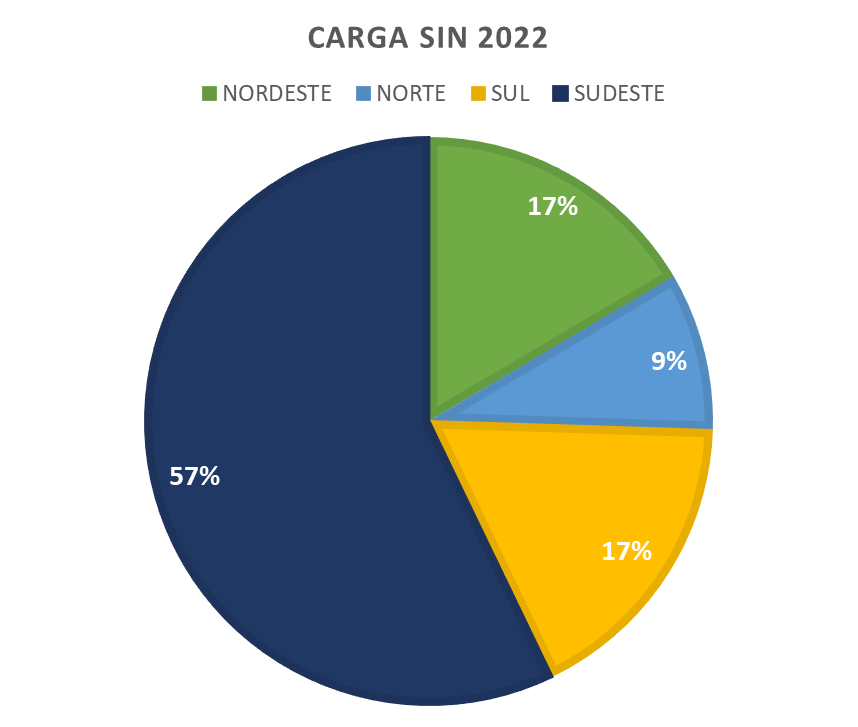 CARGA SIN 2022
NORDESTE NORTE SUL SUDESTE
17%
9%
57%
17%